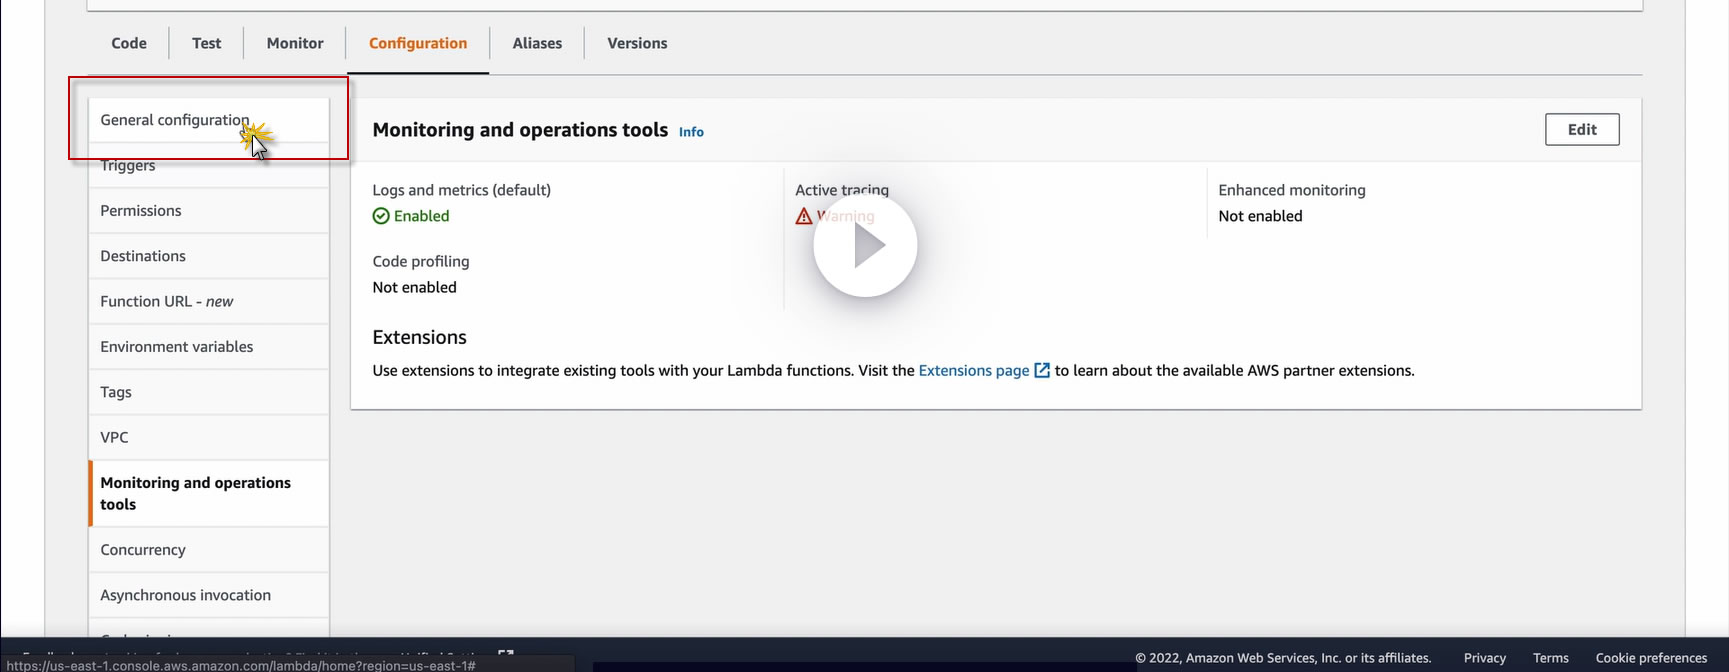 Code
Test
Monitor
Configuration
Aliases
Versions
General configuration
Triggers
Permissions
Destinations
Function URL - new
Environment variables
Tags
VPC
Monitoring and operations
tools
Concurrency
Asynchronous invocation
Monitoring and operations tools Info
Edit
Logs and metrics (default)
Enabled
Active tracing
Warning
Enhanced monitoring
Not enabled
Code profiling
Not enabled
Extensions
Use extensions to integrate existing tools with your Lambda functions. Visit the Extensions page to learn about the available AWS partner extensions.
https://us-east-1.console.aws.amazon.com/lambda/home?region=us-east-1#
© 2022, Amazon Web Services, Inc. or its affiliates.
Privacy
Terms
Cookie preferences